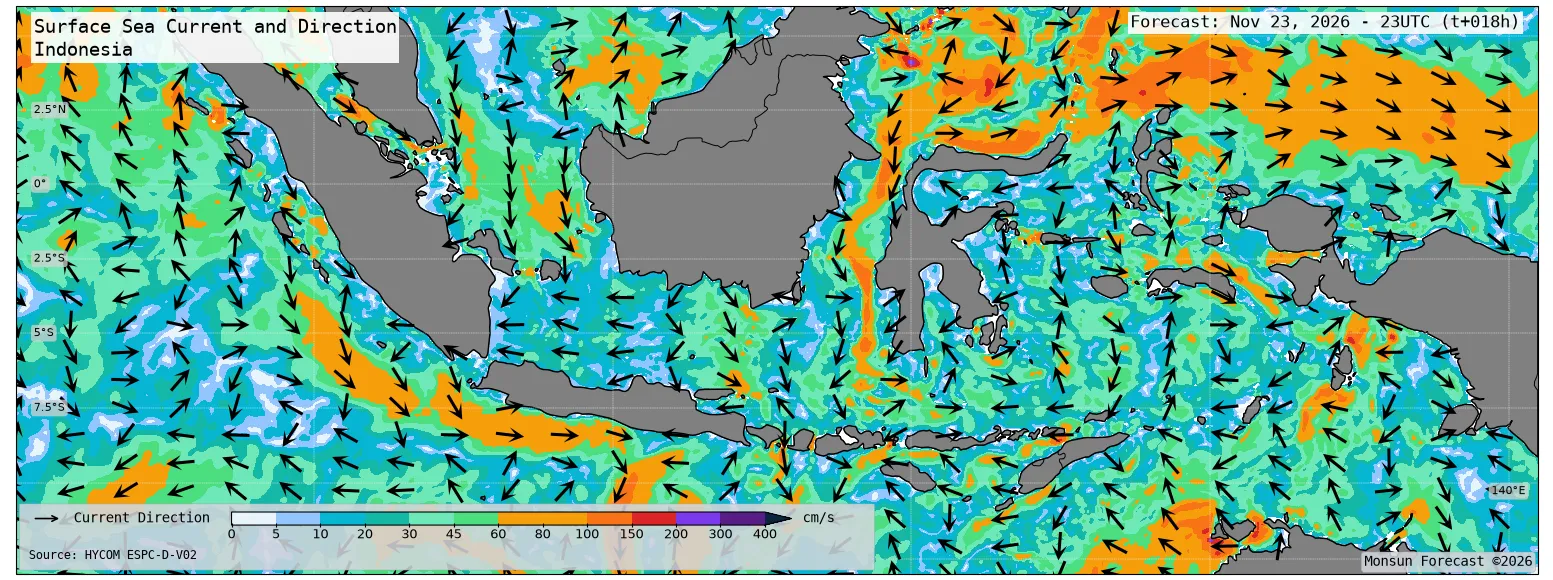 Surface Sea Current and Direction
Indonesia
Forecast: Nov 23, 2026 - 23UTC (t+018h)
2.5°N
0°
2.5°S
5°S
7.5°S
140°E
Current Direction
0 5 10 20 30 45 60 80 100 150 200 300 400
cm/s
Source: HYCOM ESPC-D-V02
Monsun Forecast ©2026